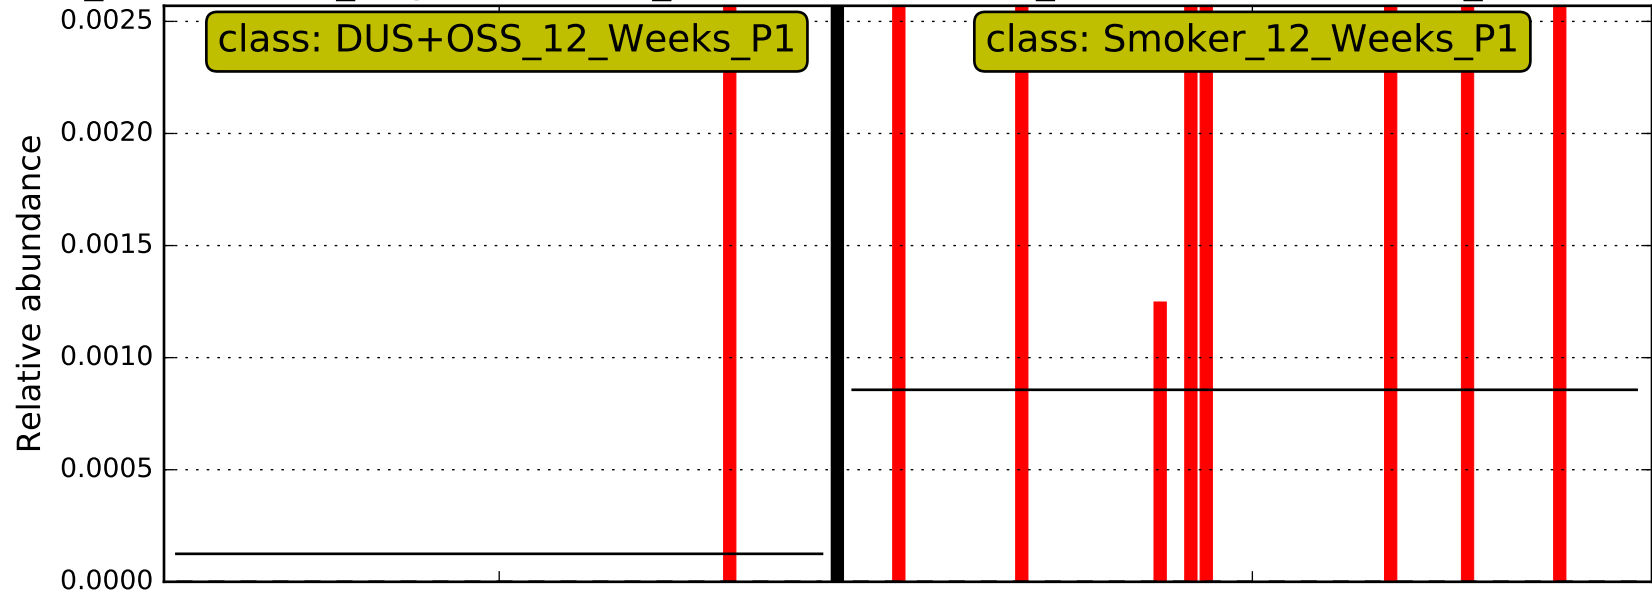 0.0025
class: DUS+OSS_12_Weeks_P1
class: Smoker_12_Weeks_P1
0.0020
0.0015
0.0010
0.0005
0.0000
Relative abundance